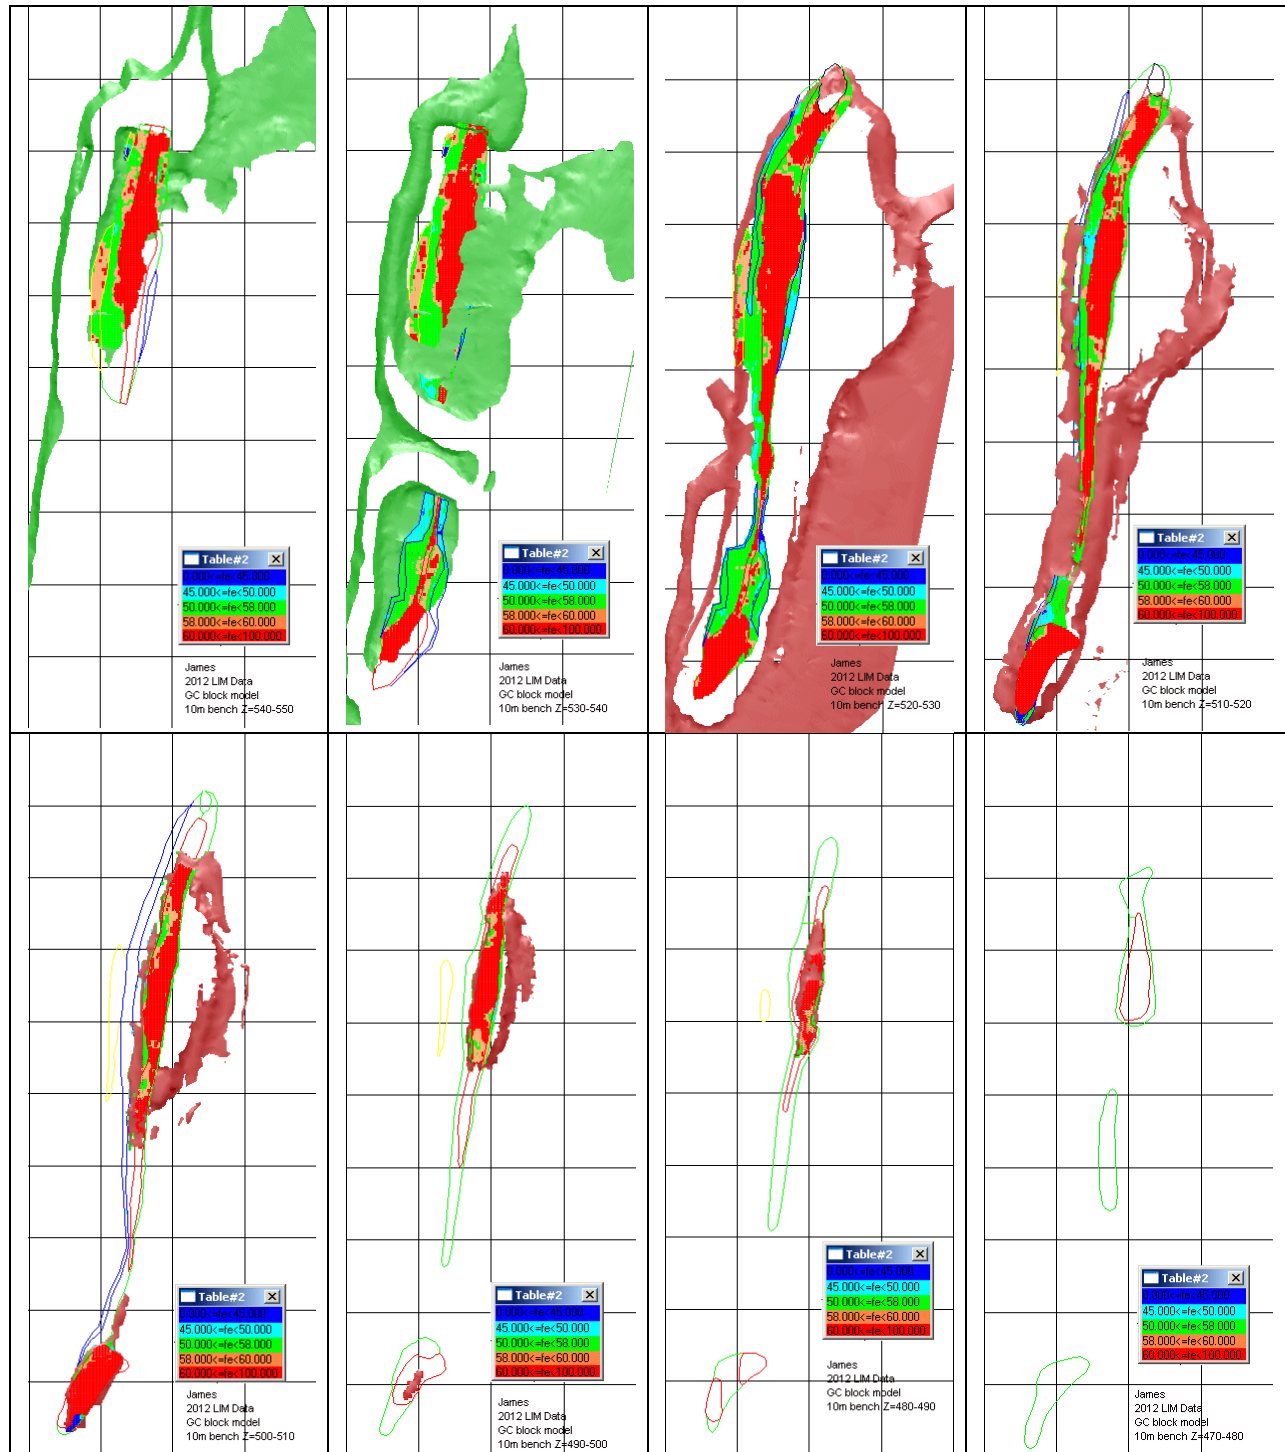 Table#2
0.000<=fe<45.000
45.000<=fe<50.000
50.000<=fe<58.000
58.000<=fe<60.000
60.000<=fe<100.000
James
2012 LIM Data
GC block model
10m bench Z=540-550
Table#2
0.000<=fe<45.000
45.000<=fe<50.000
50.000<=fe<58.000
58.000<=fe<60.000
60.000<=fe<100.000
James
2012 LIM Data
GC block model
10m bench Z=530-540
Table#2
0.000<=fe<45.000
45.000<=fe<50.000
50.000<=fe<58.000
58.000<=fe<60.000
60.000<=fe<100.000
James
2012 LIM Data
GC block model
10m bench Z=520-530
Table#2
0.000<=fe<45.000
45.000<=fe<50.000
50.000<=fe<58.000
58.000<=fe<60.000
60.000<=fe<100.000
James
2012 LIM Data
GC block model
10m bench Z=510-520
Table#2
0.000<=fe<45.000
45.000<=fe<50.000
50.000<=fe<58.000
58.000<=fe<60.000
60.000<=fe<100.000
James
2012 LIM Data
GC block model
10m bench Z=500-510
Table#2
0.000<=fe<45.000
45.000<=fe<50.000
50.000<=fe<58.000
58.000<=fe<60.000
60.000<=fe<100.000
James
2012 LIM Data
GC block model
10m bench Z=490-500
Table#2
0.000<=fe<45.000
45.000<=fe<50.000
50.000<=fe<58.000
58.000<=fe<60.000
60.000<=fe<100.000
James
2012 LIM Data
GC block model
10m bench Z=480-490
Table#2
0.000<=fe<45.000
45.000<=fe<50.000
50.000<=fe<58.000
58.000<=fe<60.000
60.000<=fe<100.000
James
2012 LIM Data
GC block model
10m bench Z=470-480